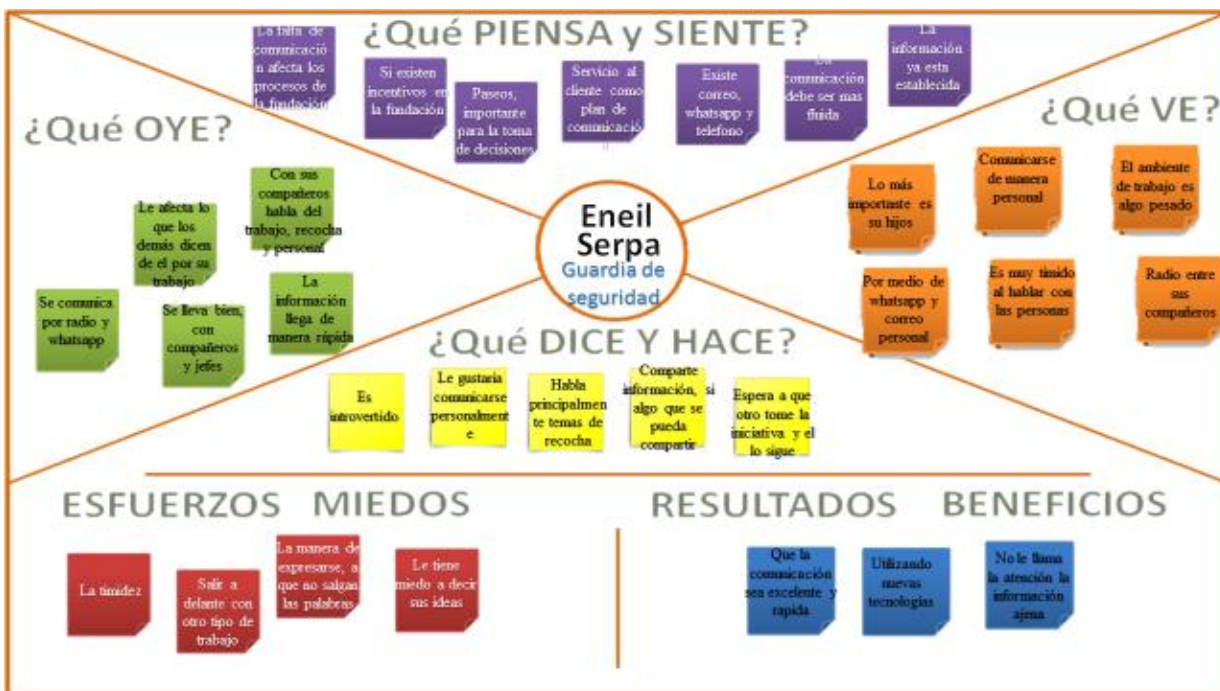 ¿Qué PIENSA y SIENTE?
La falta de
comunicació
n afecta los
procesos de
la fundación
Si existen
incentivos en
la fundación
Paseos,
importante
para la toma
de decisiones
Servicio al
cliente como
plan de
comunicació
n
Existe
correo,
whatsapp y
telefono
La
comunicación
debe ser mas
fluida
La
información
ya esta
establecida
¿Qué OYE?
Con sus
compañeros
habla del
trabajo, recocha
y personal
Le afecta lo
que los
demás dicen
de el por su
trabajo
Se comunica
por radio y
whatsapp
Se lleva bien, con
compañeros
y jefes
La
información
llega de
manera rápida
Eneil
Serpa
Guardia de
seguridad
¿Qué VE?
Lo más
importante es
su hijos
Comunicarse
de manera
personal
El ambiente
de trabajo es
algo pesado
Por medio de
whatsapp y
correo
personal
Es muy timido
al hablar con
las personas
Radio entre
sus
compañeros
¿Qué DICE Y HACE?
Es
introvertido
Le gustaría
comunicarse
personalment
e
Habla
principalmen
te temas de
recocha
Comparte
información, si
algo que se
pueda
compartir
Espera a que
otro tome la
iniciativa y el
lo sigue
ESFUERZOS MIEDOS
La timidez
Salir a
delante con
otro tipo de
trabajo
La manera de
expresarse, a
que no salgan
las palabras
Le tiene
miedo a decir
sus ideas
RESULTADOS BENEFICIOS
Que la
comunicación
sea excelente y
rapida
Utilizando
nuevas
tecnologías
No le llama
la atención la
información
ajena